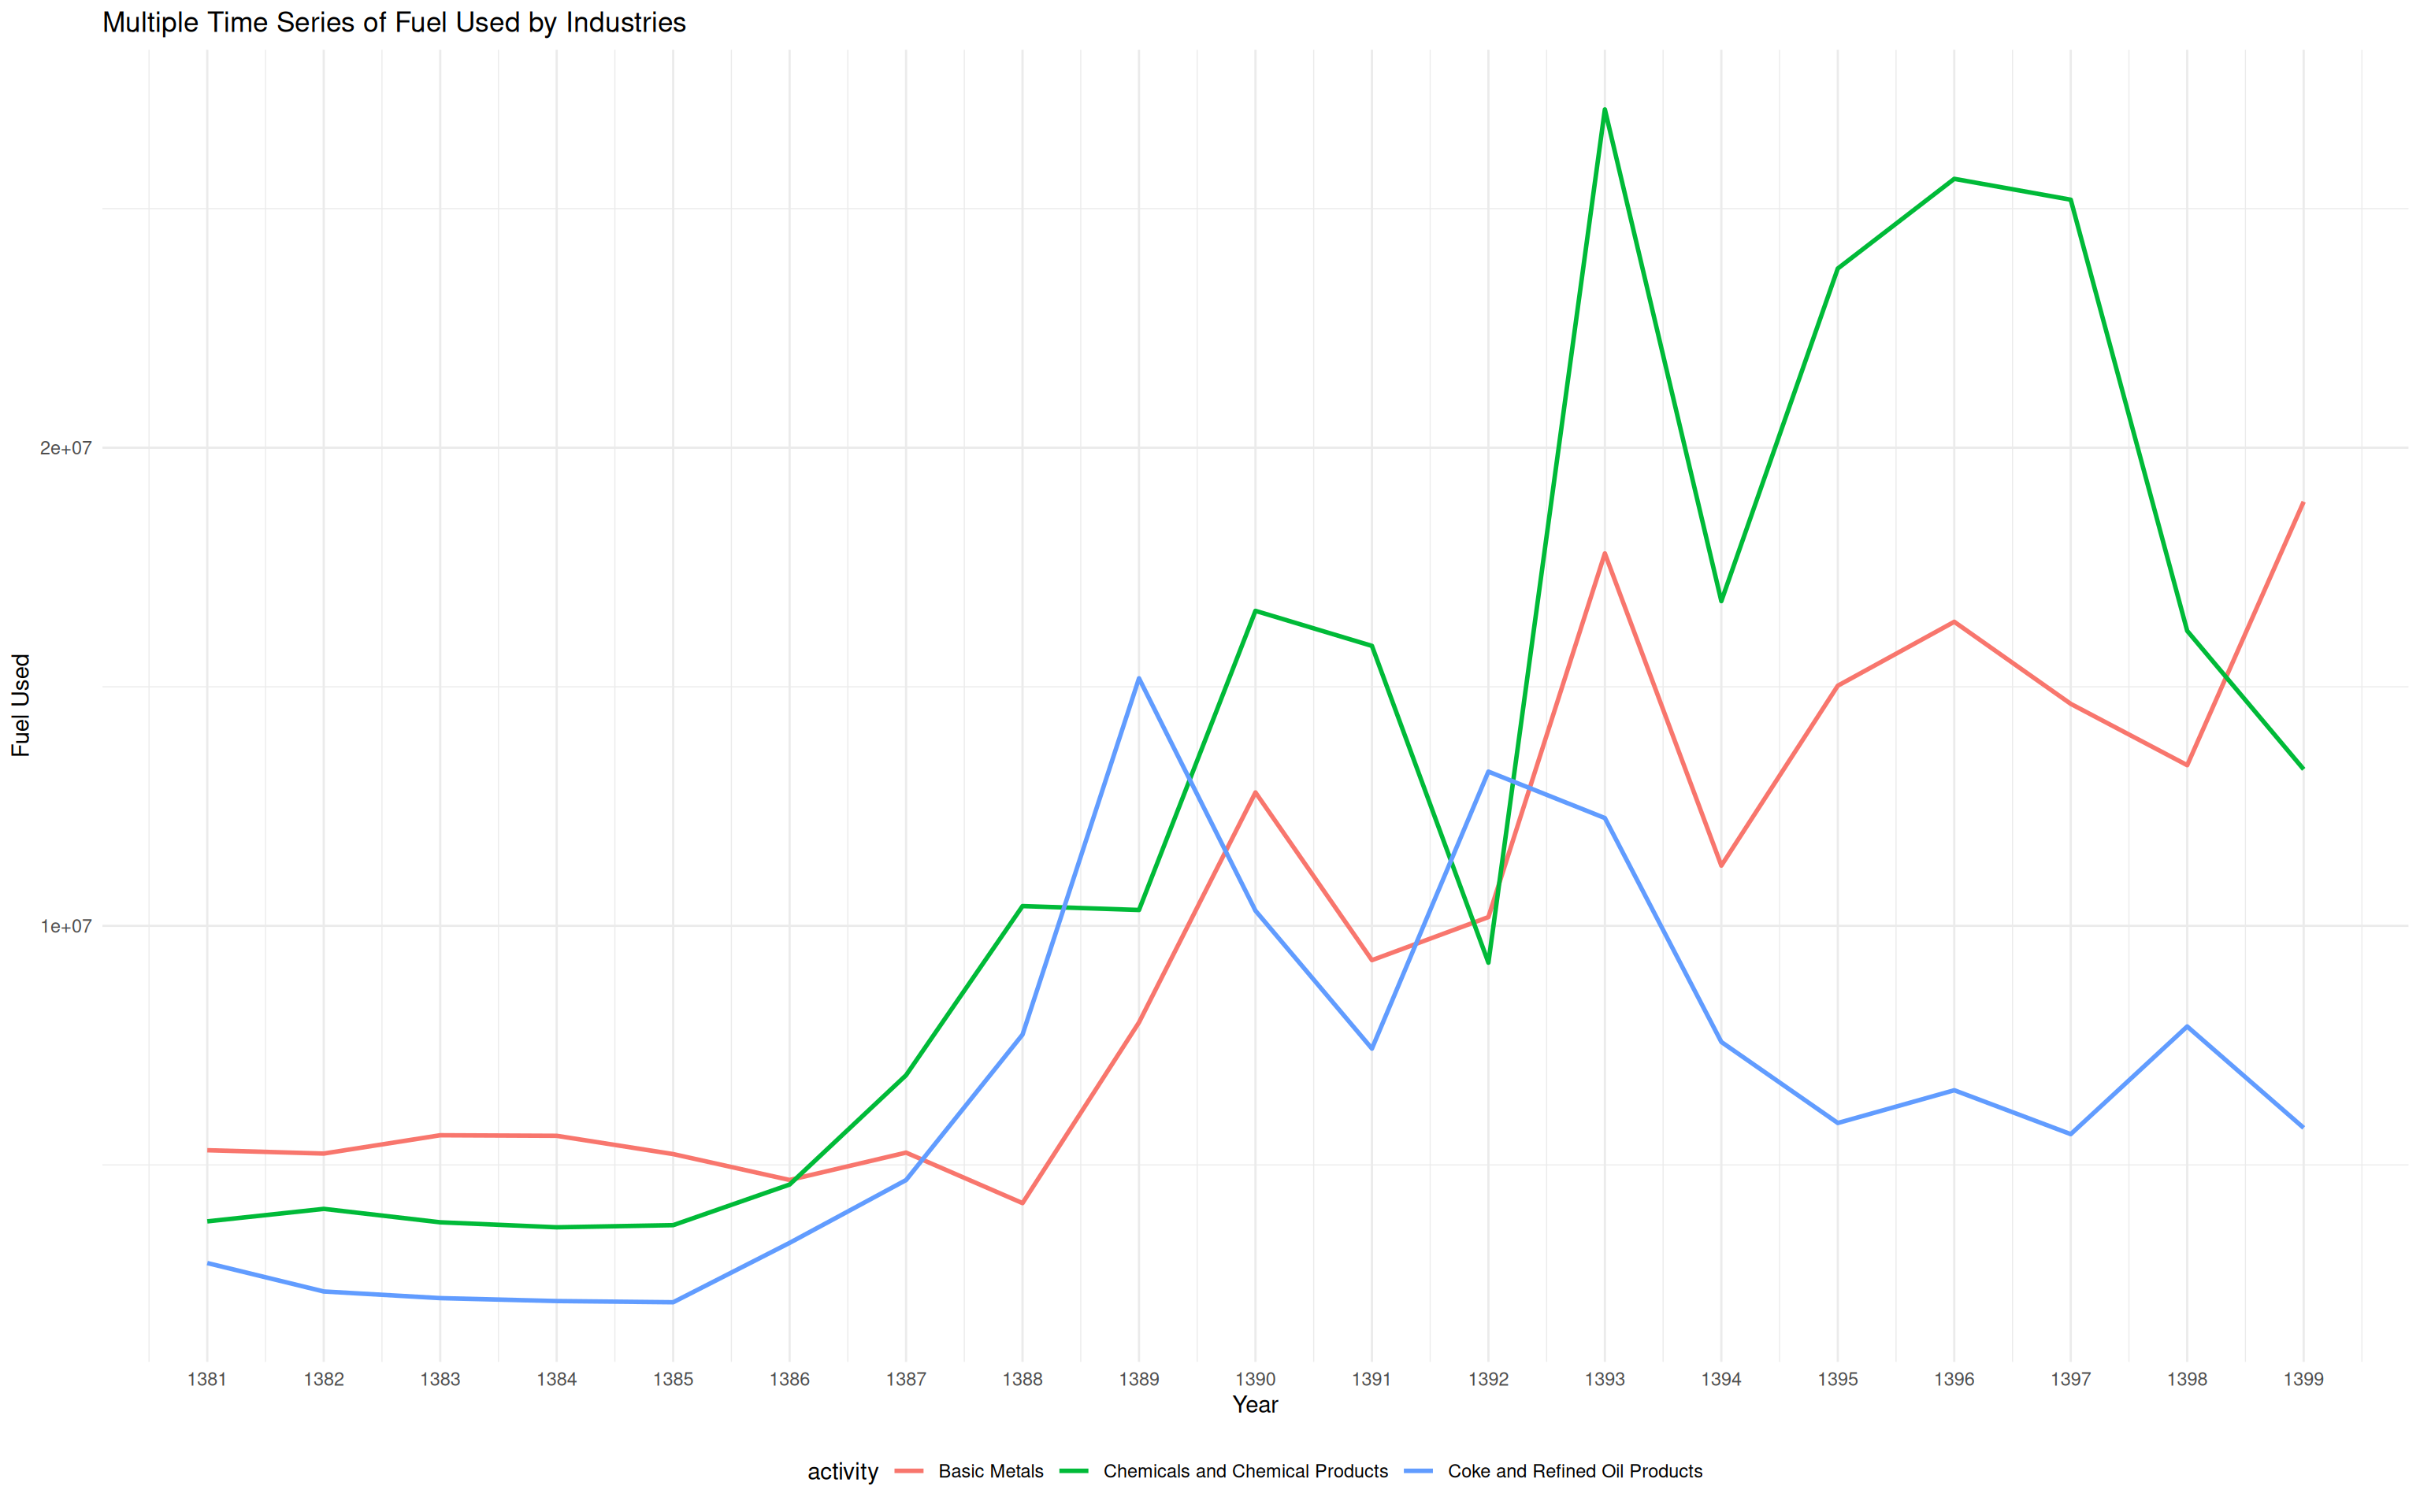 Multiple Time Series of Fuel Used by Industries
Fuel Used
2e+07
1e+07
1381 1382 1383 1384 1385 1386 1387 1388 1389 1390 1391 1392 1393 1394 1395 1396 1397 1398 1399
Year
activity Basic Metals Chemicals and Chemical Products Coke and Refined Oil Products